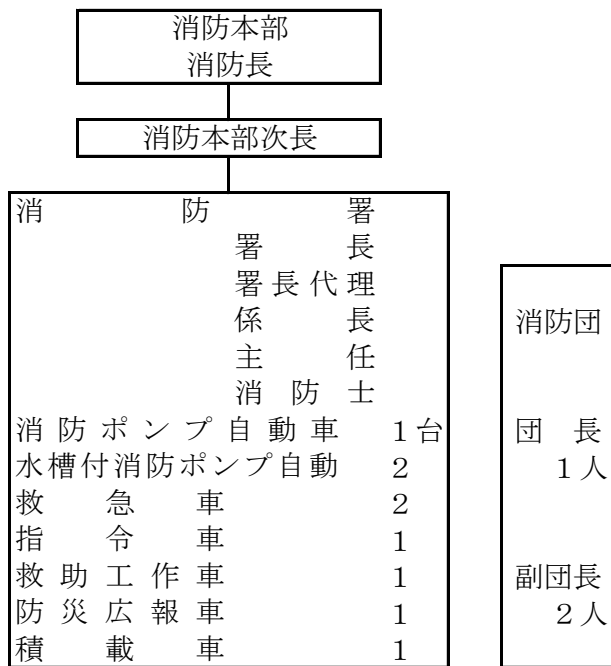 消防本部
消防長
消防本部次長
消防署
署長
署長代理
係長
主任
消防士
消防ポンプ自動車 1台
水槽付消防ポンプ自動 2
救急車 2
指令車 1
救助工作車 1
防災広報車 1
積載車 1
消防団
団長
1人
副団長
2人